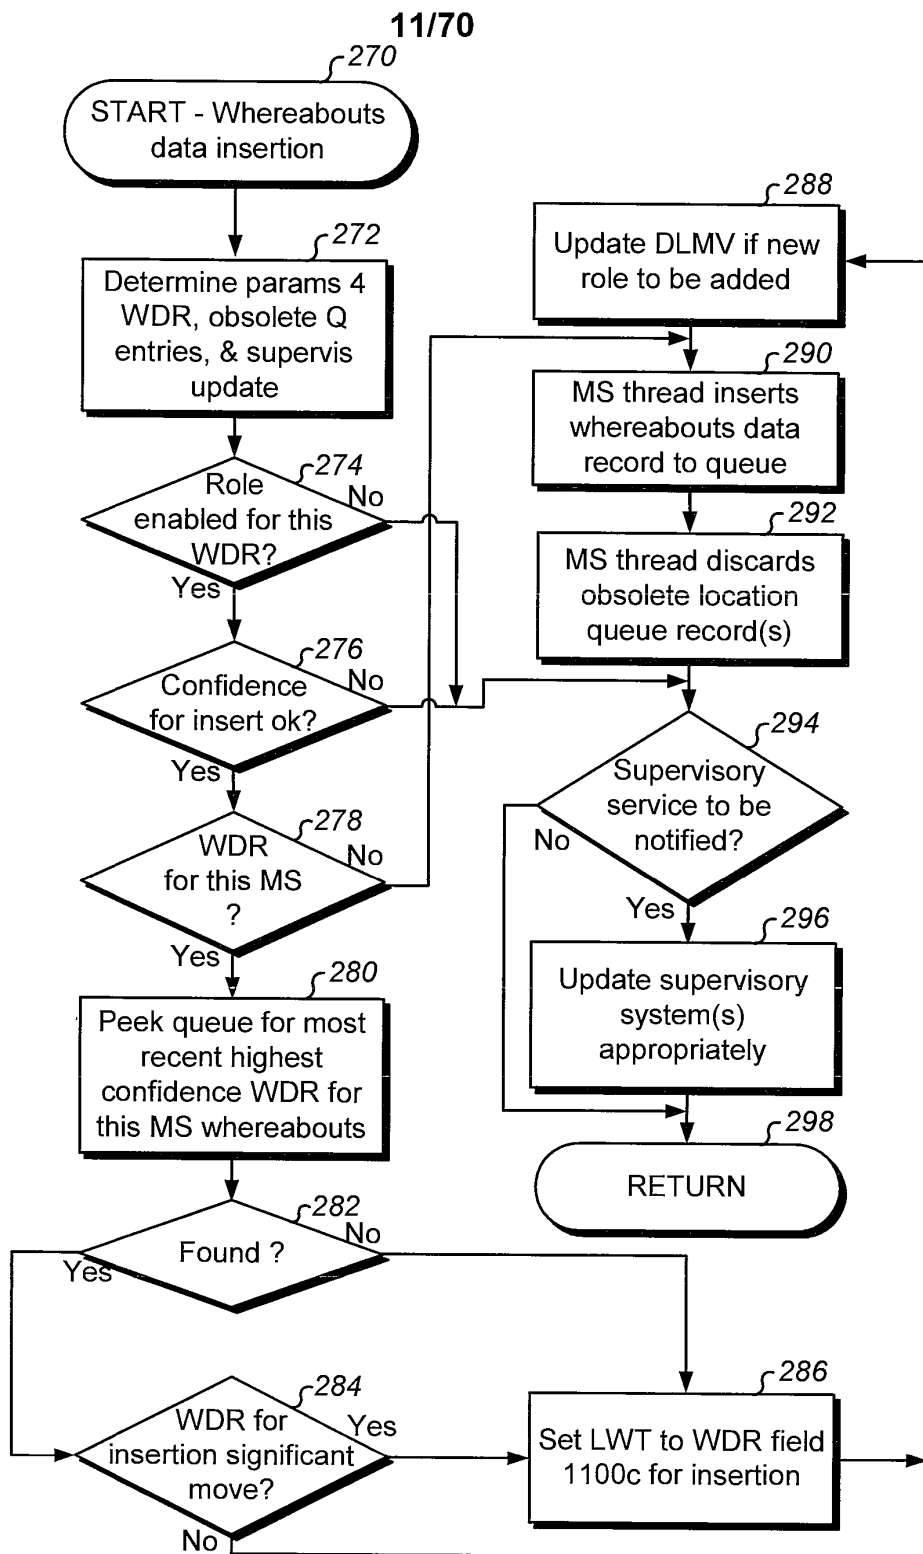 11/70
270
START - Whereabouts
data insertion
272
Determine params 4
WDR, obsolete Q
entries, & supervis
update
274
Role
enabled for this
WDR?
No
Yes
276
Confidence
for insert ok?
No
Yes
278
WDR
for this MS
?
No
Yes
280
Peek queue for most
recent highest
confidence WDR for
this MS whereabouts
282
Found ?
No
Yes
284
WDR for
insertion significant
move?
Yes
No
286
Set LWT to WDR field
1100c for insertion
288
Update DLMV if new
role to be added
290
MS thread inserts
whereabouts data
record to queue
292
MS thread discards
obsolete location
queue record(s)
294
Supervisory
service to be
notified?
No
Yes
296
Update supervisory
system(s)
appropriately
298
RETURN